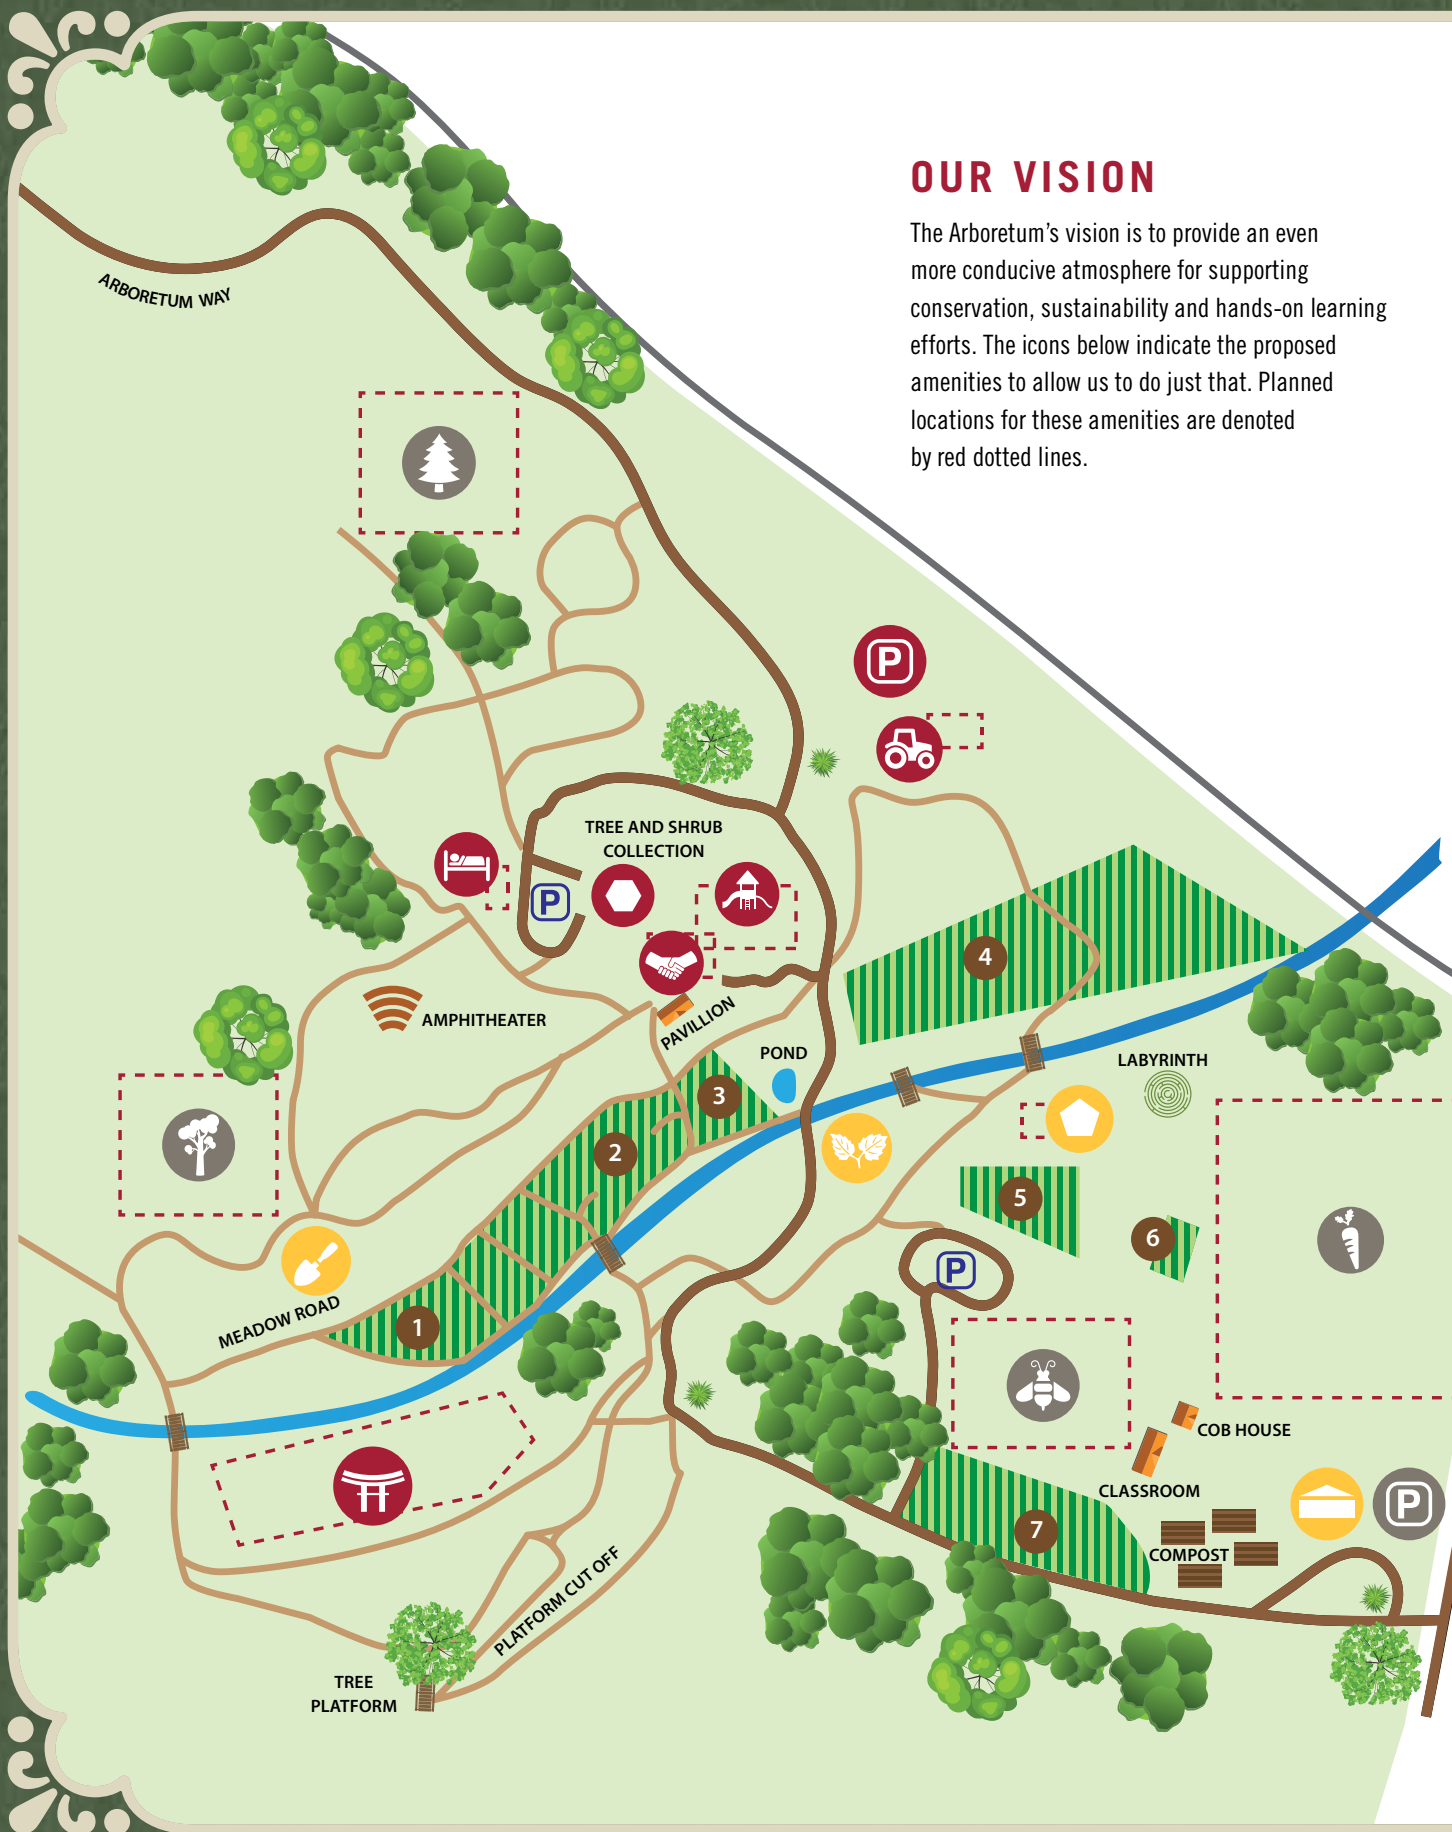 OUR VISION
The Arboretum's vision is to provide an even
more conducive atmosphere for supporting
conservation, sustainability and hands-on learning
efforts. The icons below indicate the proposed
amenities to allow us to do just that. Planned
locations for these amenities are denoted
by red dotted lines.
ARBORETUM WAY
P
TREE AND SHRUB
COLLECTION
P
4
AMPHITHEATER
PAVILLION
POND
LABYRINTH
3
2
5
6
P
MEADOW ROAD
1
COB HOUSE
CLASSROOM
P
7
COMPOST
PLATFORM CUT OFF
TREE
PLATFORM